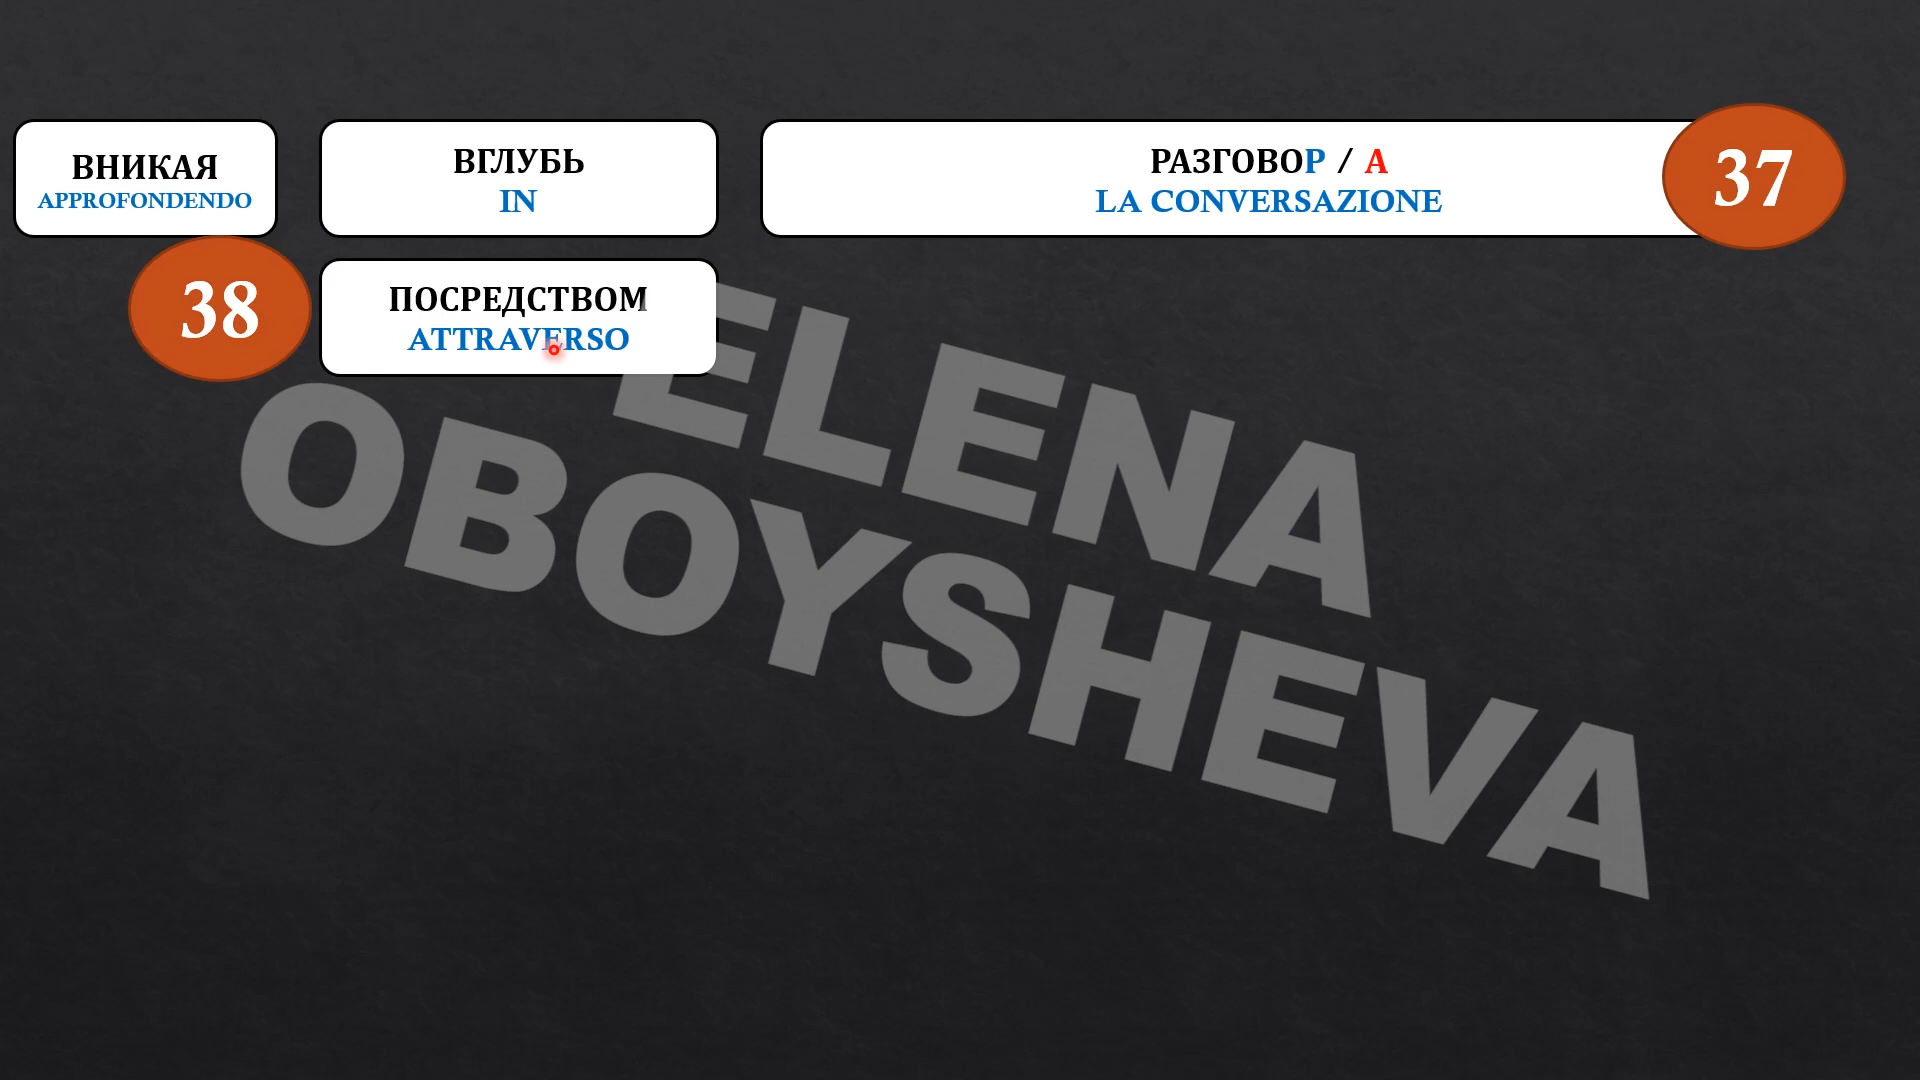 ВНИКАЯ
APPROFONDENDO
ВГЛУБЬ
IN
РАЗГОВОР / А
LA CONVERSAZIONE
37
38
ПОСРЕДСТВОМ
ATTRAVERSO
ELENA
OBOYSHEVA